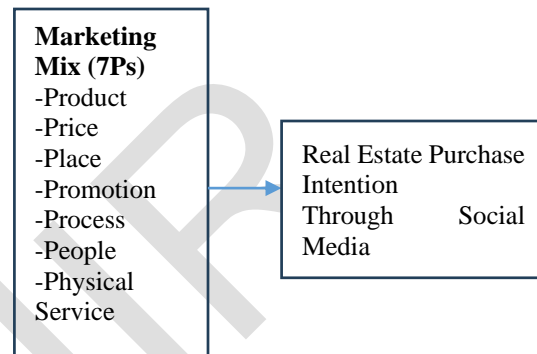 Marketing
Mix (7Ps)
-Product
-Price
-Place
-Promotion
-Process
-People
-Physical
Service
Real Estate Purchase
Intention
Through Social
Media